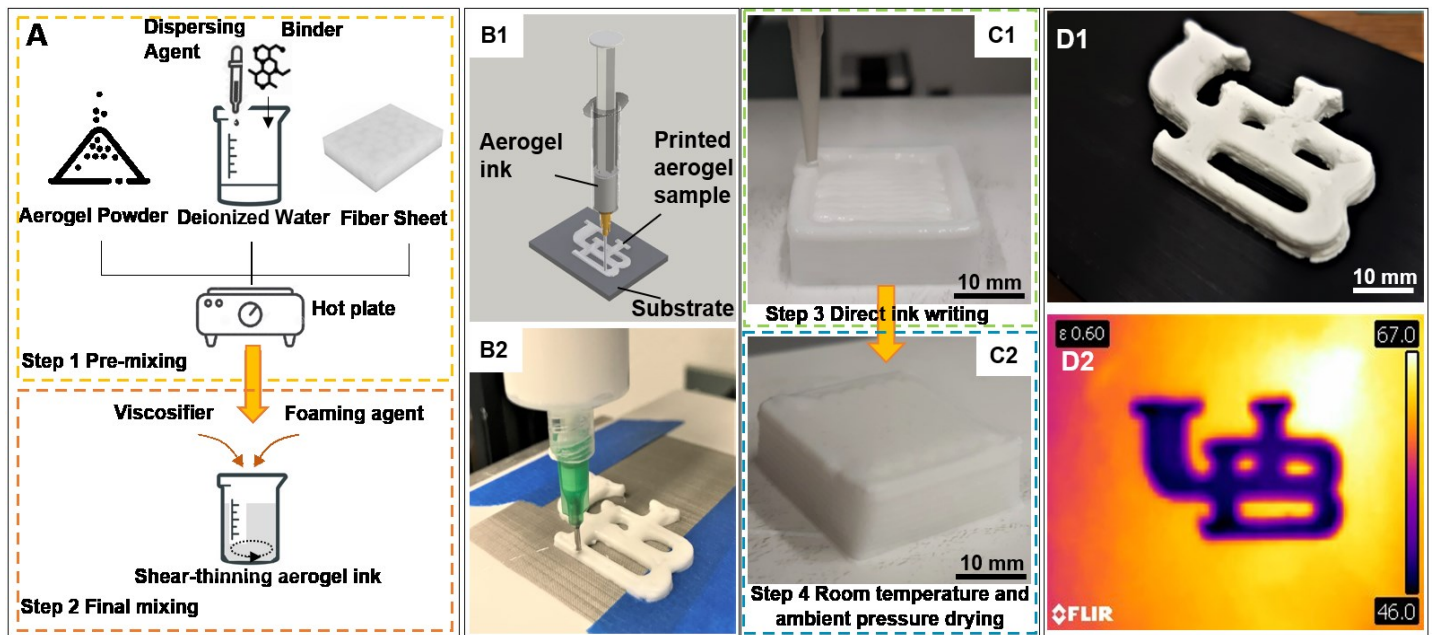 A
Dispersing
Agent
Binder
Aerogel Powder
Deionized Water
Fiber Sheet
Hot plate
Step 1 Pre-mixing
Viscosifier
Foaming agent
Shear-thinning aerogel ink
Step 2 Final mixing
B1
Aerogel
ink
Printed
aerogel
sample
Substrate
B2
C1
10 mm
Step 3 Direct ink writing
C2
10 mm
Step 4 Room temperature and
ambient pressure drying
D1
10 mm
ε 0.60
67.0
D2
46.0
FLIR